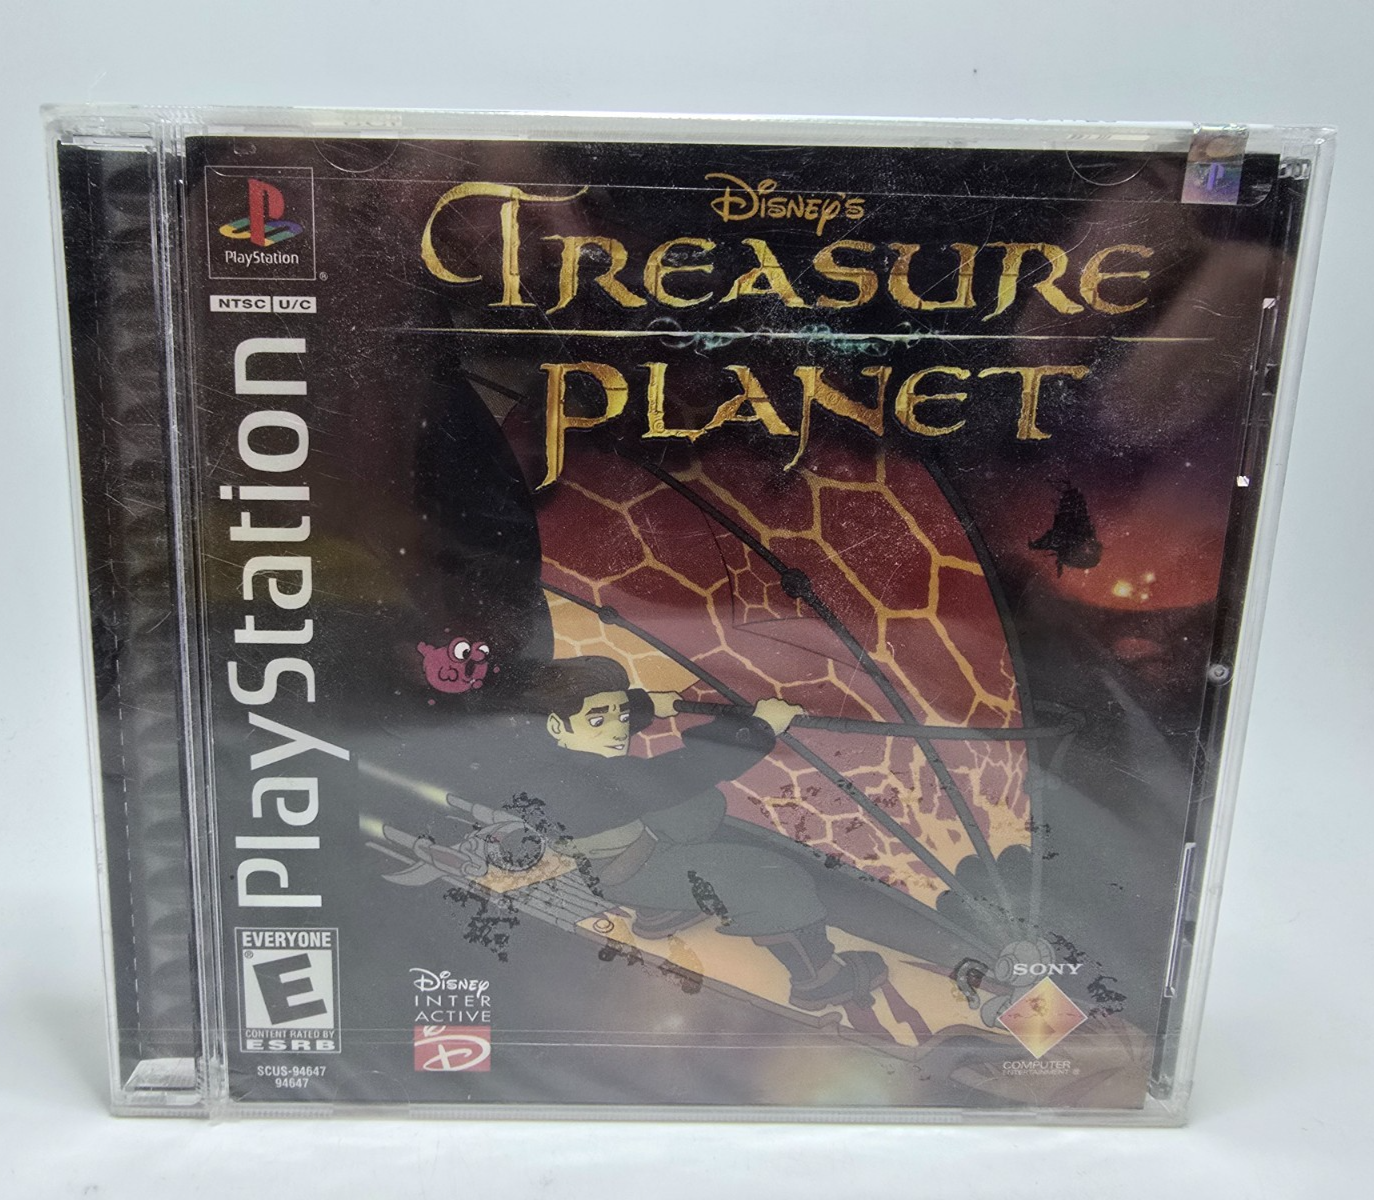 PlayStation
®
NTSC U/C
PlayStation
DISNEY'S
TREASURE
PLANET
EVERYONE
®
E
CONTENT RATED BY
ESRB
SCUS-94647
94647
DISNEY
INTER
ACTIVE
D
SONY
COMPUTER
ENTERTAINMENT ®